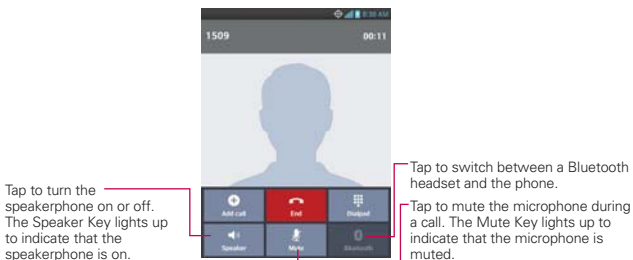 8:30 AM
1509 00:11
Add call End Dialpad
Speaker Mute Bluetooth
Tap to turn the
speakerphone on or off.
The Speaker Key lights up
to indicate that the
speakerphone is on.
Tap to switch between a Bluetooth
headset and the phone.
Tap to mute the microphone during
a call. The Mute Key lights up to
indicate that the microphone is
muted.